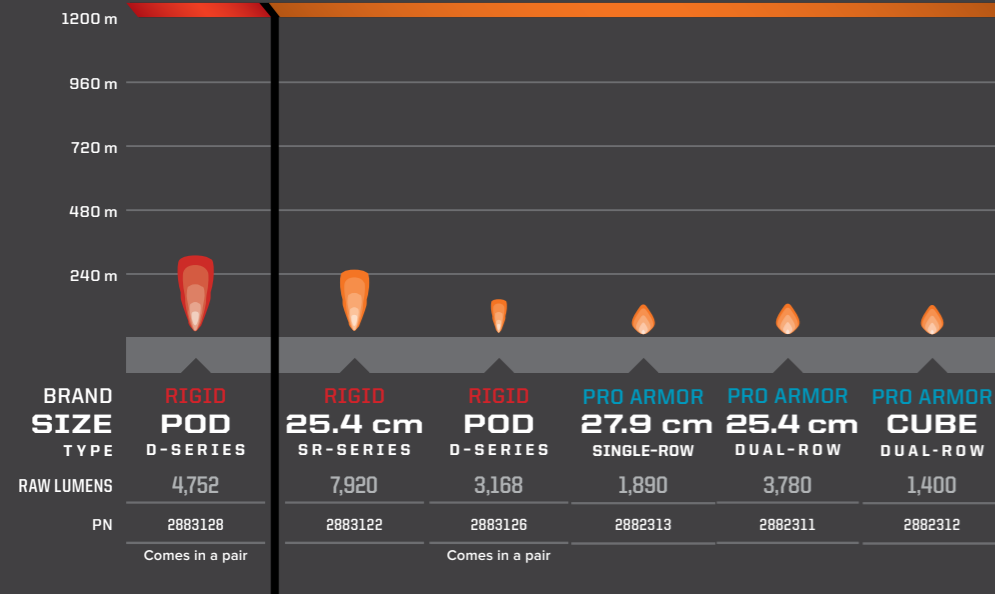 1200 m
960 m
720 m
480 m
240 m
BRAND RIGID RIGID RIGID PRO ARMOR PRO ARMOR PRO ARMOR
SIZE POD 25.4 cm POD 27.9 cm 25.4 cm CUBE
TYPE D-SERIES SR-SERIES D-SERIES SINGLE-ROW DUAL-ROW DUAL-ROW
RAW LUMENS 4,752 7,920 3,168 1,890 3,780 1,400
PN 2883128 2883122 2883126 2882313 2882311 2882312
Comes in a pair Comes in a pair